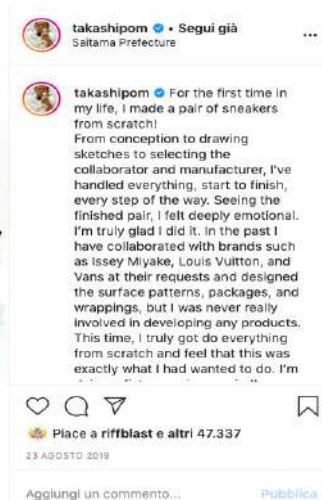 takashipom • Segui già
Saitama Prefecture
takashipom For the first time in
my life, I made a pair of sneakers
from scratch!
From conception to drawing
sketches to selecting the
collaborator and manufacturer, I've
handled everything, start to finish,
every step of the way. Seeing the
finished pair, I felt deeply emotional.
I'm truly glad I did it. In the past I
have collaborated with brands such
as Issey Miyake, Louis Vuitton, and
Vans at their requests and designed
the surface patterns, packages, and
wrappings, but I was never really
involved in developing any products.
This time, I truly got do everything
from scratch and feel that this was
exactly what I had wanted to do. I'm
Piace a riffblast e altri 47.337
23 AGOSTO 2019
Aggiungi un commento... Pubblica